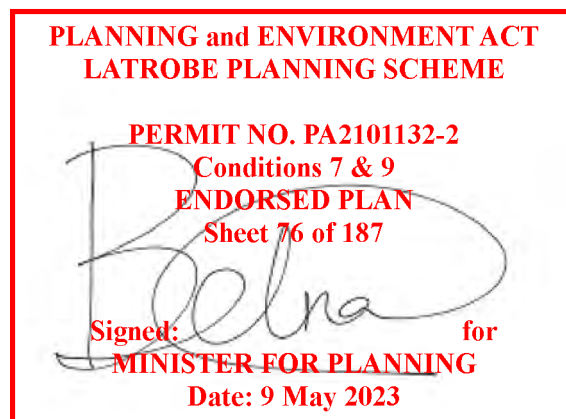 PLANNING and ENVIRONMENT ACT
LATROBE PLANNING SCHEME
PERMIT NO. PA2101132-2
Conditions 7 & 9
ENDORSED PLAN
Sheet 76 of 187
Signed: for
MINISTER FOR PLANNING
Date: 9 May 2023